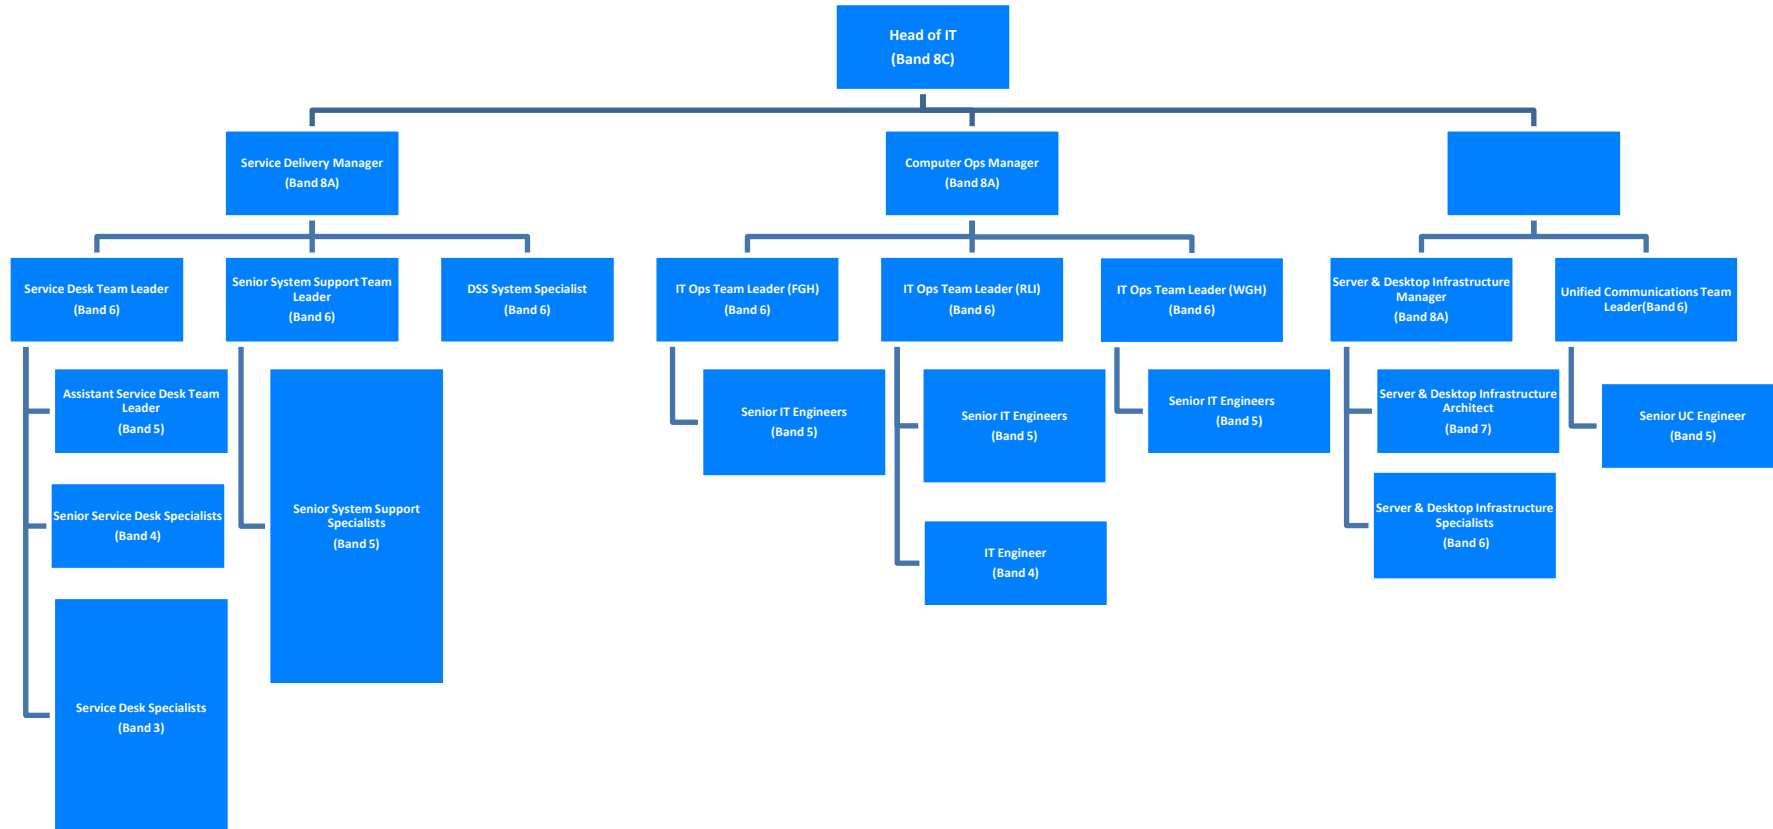 Head of IT
(Band 8C)
Service Delivery Manager
(Band 8A)
Computer Ops Manager
(Band 8A)
Service Desk Team Leader
(Band 6)
Senior System Support Team
Leader
(Band 6)
DSS System Specialist
(Band 6)
IT Ops Team Leader (FGH)
(Band 6)
IT Ops Team Leader (RLI)
(Band 6)
IT Ops Team Leader (WGH)
(Band 6)
Server & Desktop Infrastructure
Manager
(Band 8A)
Unified Communications Team
Leader(Band 6)
Assistant Service Desk Team
Leader
(Band 5)
Senior Service Desk Specialists
(Band 4)
Service Desk Specialists
(Band 3)
Senior System Support
Specialists
(Band 5)
Senior IT Engineers
(Band 5)
Senior IT Engineers
(Band 5)
IT Engineer
(Band 4)
Senior IT Engineers
(Band 5)
Server & Desktop Infrastructure
Architect
(Band 7)
Server & Desktop Infrastructure
Specialists
(Band 6)
Senior UC Engineer
(Band 5)